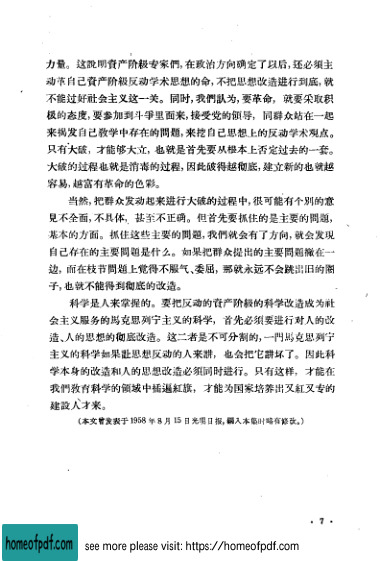 力量。这說明資产阶級专家們,在政治方向确定了以后,还必須主
动革自己資产阶級反动学术思想的命,不把思想改造进行到底,就
不能过好社会主义这一关。同时,我們認为,要革命,就要采取积
极的态度,要参加到斗爭里面来,接受党的領导,同群众站在一起
来揭发自己教学中存在的問題,来挖自己思想上的反动学术观点。
只有大破,才能够大立,也就是首先要从根本上否定过去的一套。
大破的过程也就是消毒的过程,因此破得越彻底,建立新的也就越
容易,越富有革命的色彩。
当然,把群众发动起来进行大破的过程中,很可能有个別的意
見不全面,不具体,甚至不正确。但首先要抓住的是主要的問題,
基本的方面。抓住这些主要的問題,我們就会有了方向,就会发現
自己存在的主要問題是什么。如果把群众提出的主要問題撇在一
边,而在枝节問題上觉得不服气、委屈,那就永远不会跳出旧的圈
子,也就不能得到彻底的改造。
科学是人来掌握的。要把反动的資产阶級的科学改造成为社
会主义服务的馬克思列宁主义的科学,首先必須要进行对人的改
造、人的思想的彻底改造。这二者是不可分割的,一門馬克思列宁
主义的科学如果让思想反动的人来讲,也会把它讲坏了。因此科
学本身的改造和人的思想改造必須同时进行。只有这样,才能在
我們教育科学的領域中插遍紅旗,才能为国家培养出又紅又专的
建設人才来。
(本文曾发表于1958年8月15日光明日报,編入本集时略有修改。)
· 7 ·
homeofpdf.com
see more please visit: https://homeofpdf.com